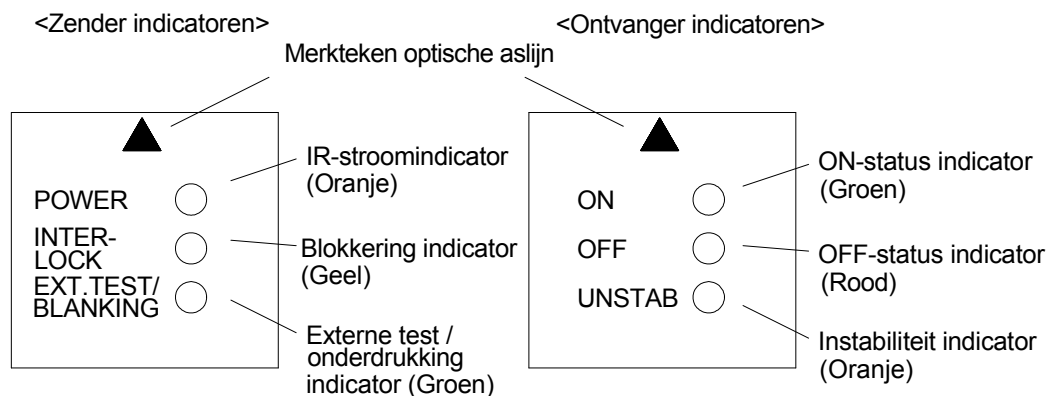 <Zender indicatoren>
<Ontvanger indicatoren>
Merkteken optische aslijn
POWER
INTER-
LOCK
EXT.TEST/
BLANKING
IR-stroomindicator
(Oranje)
Blokkering indicator
(Geel)
Externe test /
onderdrukking
indicator (Groen)
ON
OFF
UNSTAB
ON-status indicator
(Groen)
OFF-status indicator
(Rood)
Instabiliteit indicator
(Oranje)